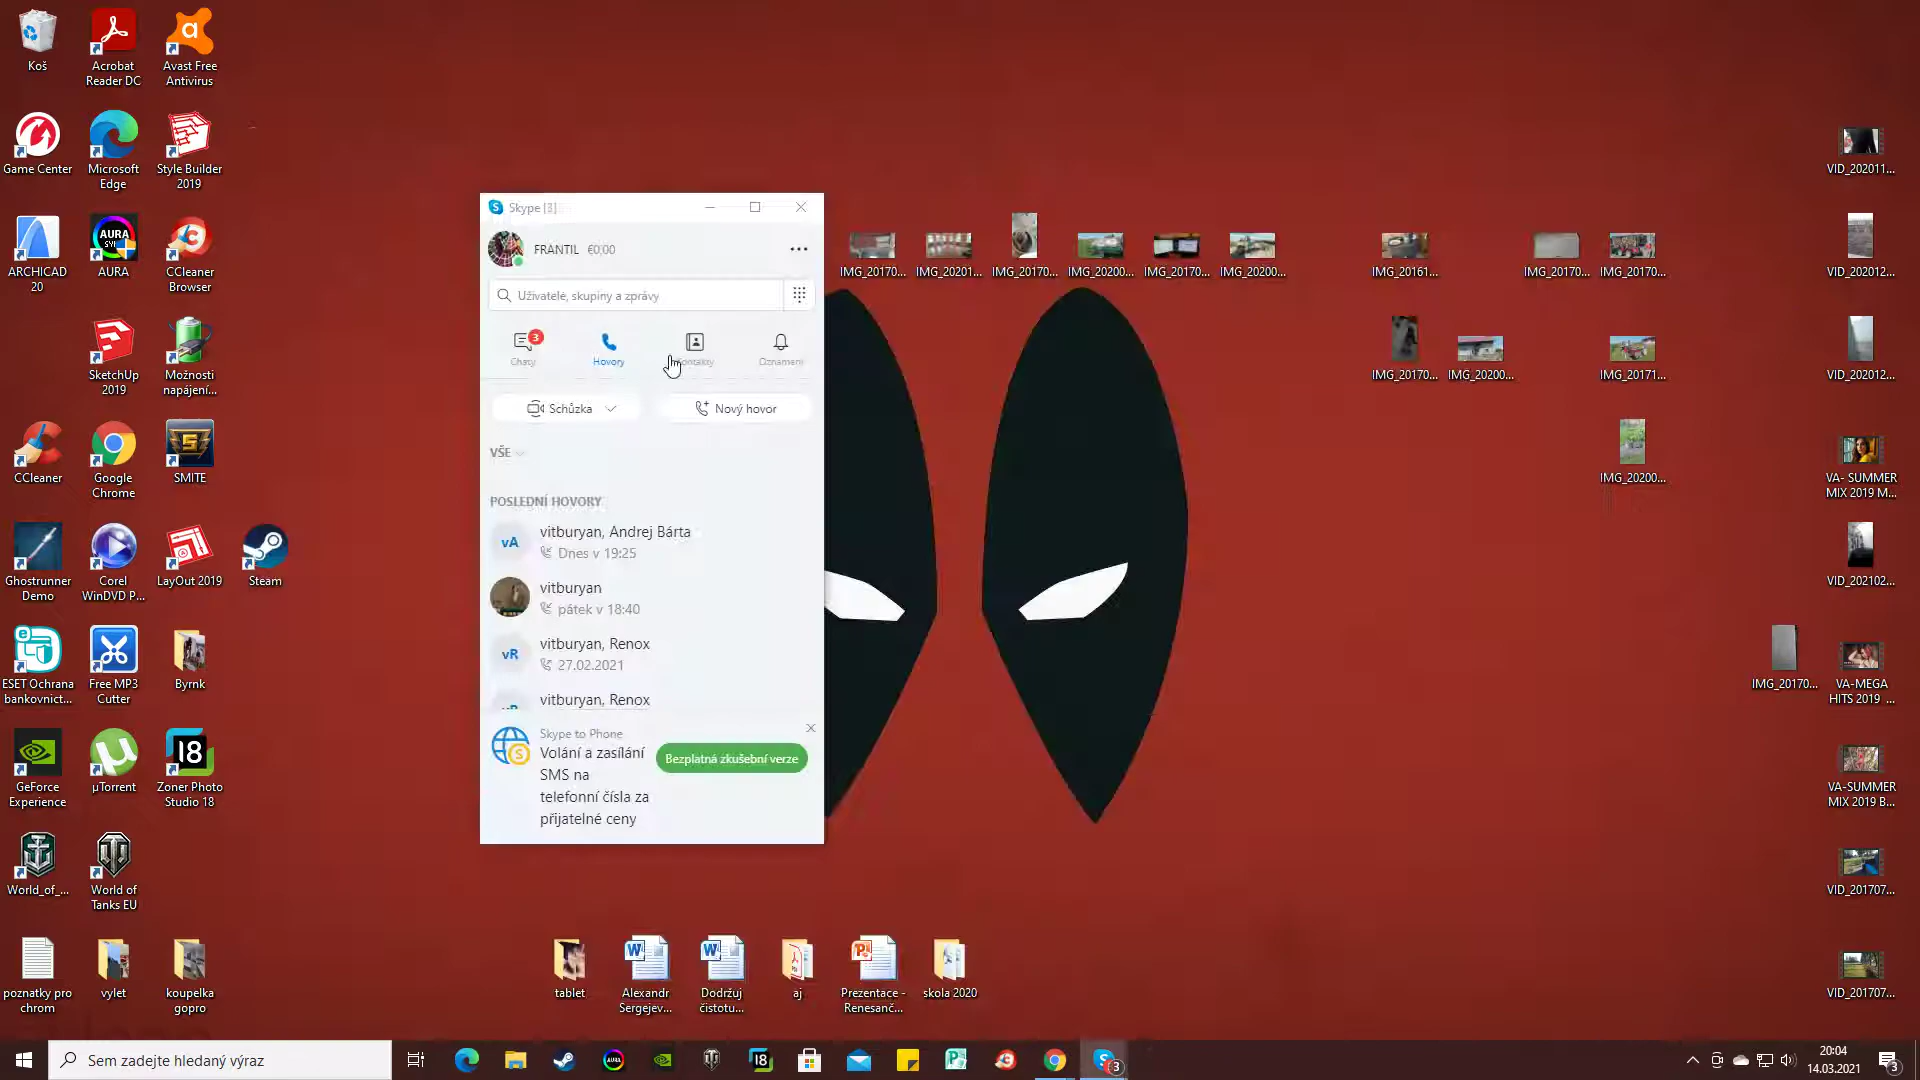 Koš
Acrobat
Reader DC
Avast Free
Antivirus
Game Center
Microsoft
Edge
Style Builder
2019
ARCHICAD
20
AURA
CCleaner
Browser
SketchUp
2019
Možnosti
napájení...
CCleaner
Google
Chrome
SMITE
Ghostrunner
Demo
Corel
WinDVD P...
LayOut 2019
Steam
ESET Ochrana
bankovnict...
Free MP3
Cutter
Byrnk
GeForce
Experience
µTorrent
Zoner Photo
Studio 18
World_of_...
World of
Tanks EU
poznatky pro
chrom
vylet
koupelka
gopro
Skype [3]
FRANTIL €0,00
Uživatelé, skupiny a zprávy
3
Chaty
Hovory
Oznámení
Schůzka
Nový hovor
VŠE
POSLEDNÍ HOVORY
vA
vitburyan, Andrej Bárta
Dnes v 19:25
vitburyan
pátek v 18:40
vR
vitburyan, Renox
27.02.2021
vitburyan, Renox
Skype to Phone
Volání a zasílání
SMS na
telefonní čísla za
přijatelné ceny
Bezplatná zkušební verze
IMG_20170...
IMG_20201...
IMG_20170...
IMG_20200...
IMG_20170...
IMG_20200...
IMG_20161...
IMG_20170...
IMG_20170...
IMG_20170...
IMG_20200...
IMG_20171...
IMG_20200...
IMG_20170...
VID_202011...
VID_202012...
VID_202012...
VA- SUMMER
MIX 2019 M...
VID_202102...
VA-MEGA
HITS 2019 ...
VA-SUMMER
MIX 2019 B...
VID_201707...
VID_201707...
tablet
Alexandr
Sergejev...
Dodržuj
čistotu...
aj
Prezentace -
Renesanč...
skola 2020
Sem zadejte hledaný výraz
18
3
20:04
14.03.2021
3